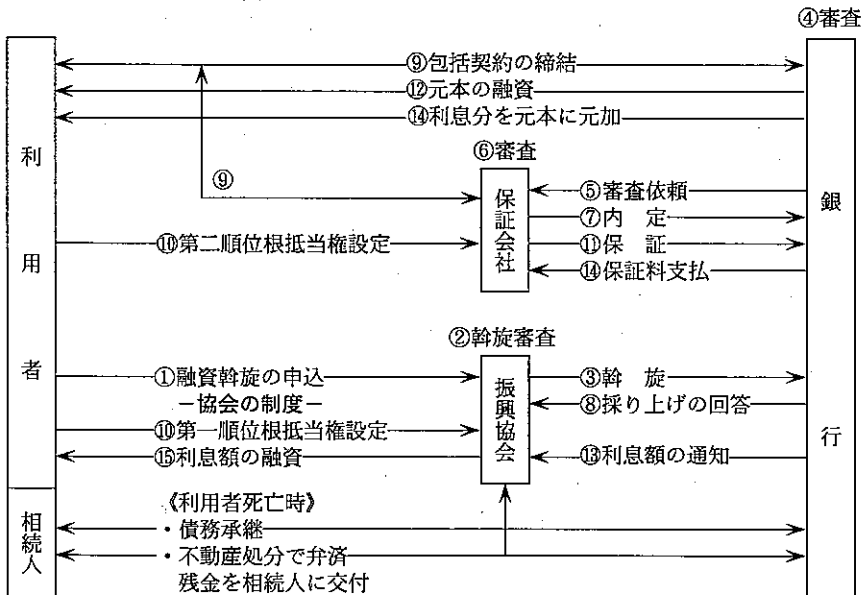 ④審査
⑨包括契約の締結
⑫元本の融資
⑭利息分を元本に元加
利用者
⑥審査
⑨
保証会社
⑤審査依頼
⑦内　定
⑩第二順位根抵当権設定
⑪保　証
⑭保証料支払
銀行
②斡旋審査
①融資斡旋の申込
－協会の制度－
振興協会
③斡　旋
⑧採り上げの回答
⑩第一順位根抵当権設定
⑮利息額の融資
⑬利息額の通知
相続人
《利用者死亡時》
・債務承継
・不動産処分で弁済
残金を相続人に交付